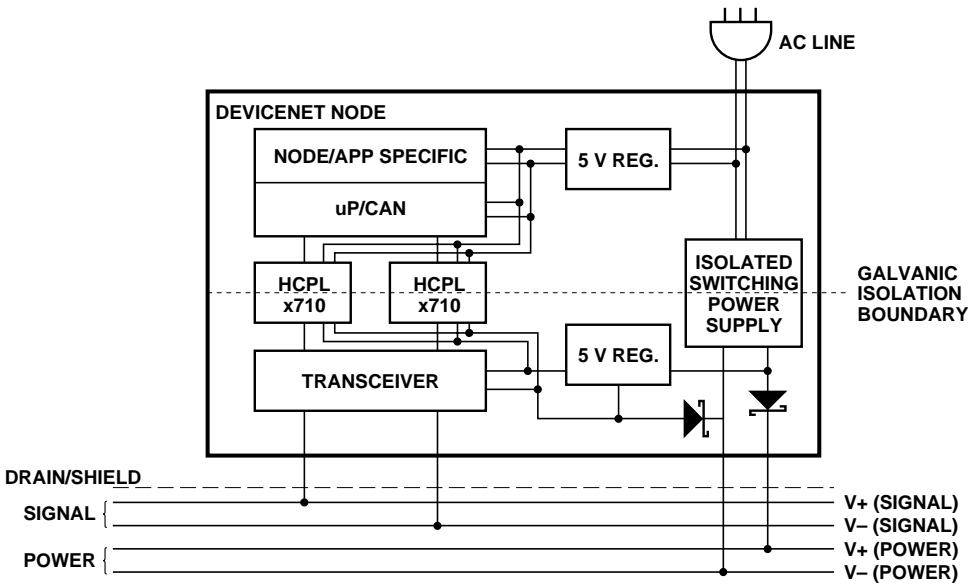 AC LINE
DEVICENET NODE
NODE/APP SPECIFIC
5 V REG.
uP/CAN
HCPL
x710
HCPL
x710
ISOLATED
SWITCHING
POWER
SUPPLY
GALVANIC
ISOLATION
BOUNDARY
5 V REG.
TRANSCEIVER
DRAIN/SHIELD
SIGNAL
V+ (SIGNAL)
V– (SIGNAL)
POWER
V+ (POWER)
V– (POWER)